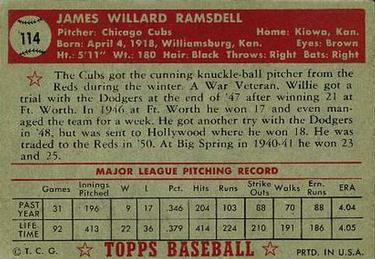 114
JAMES WILLARD RAMSDELL
Pitcher: Chicago Cubs Home: Kiowa, Kan.
Born: April 4, 1918, Williamsburg, Kan. Eyes: Brown
Ht: 5'11" Wt: 180 Hair: Black Throws: Right Bats: Right
The Cubs got the cunning knuckle-ball pitcher from the
Reds during the winter. A War Veteran, Willie got a
trial with the Dodgers at the end of '47 after winning 21 at
Ft. Worth. In 1946 at Ft. Worth he won 17 and even man-
aged the team for a week. He got another try with the Dodgers
in '48, but was sent to Hollywood where he won 18. He was
traded to the Reds in '50. At Big Spring in 1940-41 he won
23 and 25.
MAJOR LEAGUE PITCHING RECORD
Games Innings Pitched W L Pct. Hits Runs Strike Outs Walks Ern. Runs ERA
PAST YEAR 31 196 9 17 .346 204 103 88 70 88 4.04
LIFE TIME 92 413 22 36 .379 414 224 210 191 186 4.05
© T. C. G. TOPPS BASEBALL PRTD. IN U.S.A.